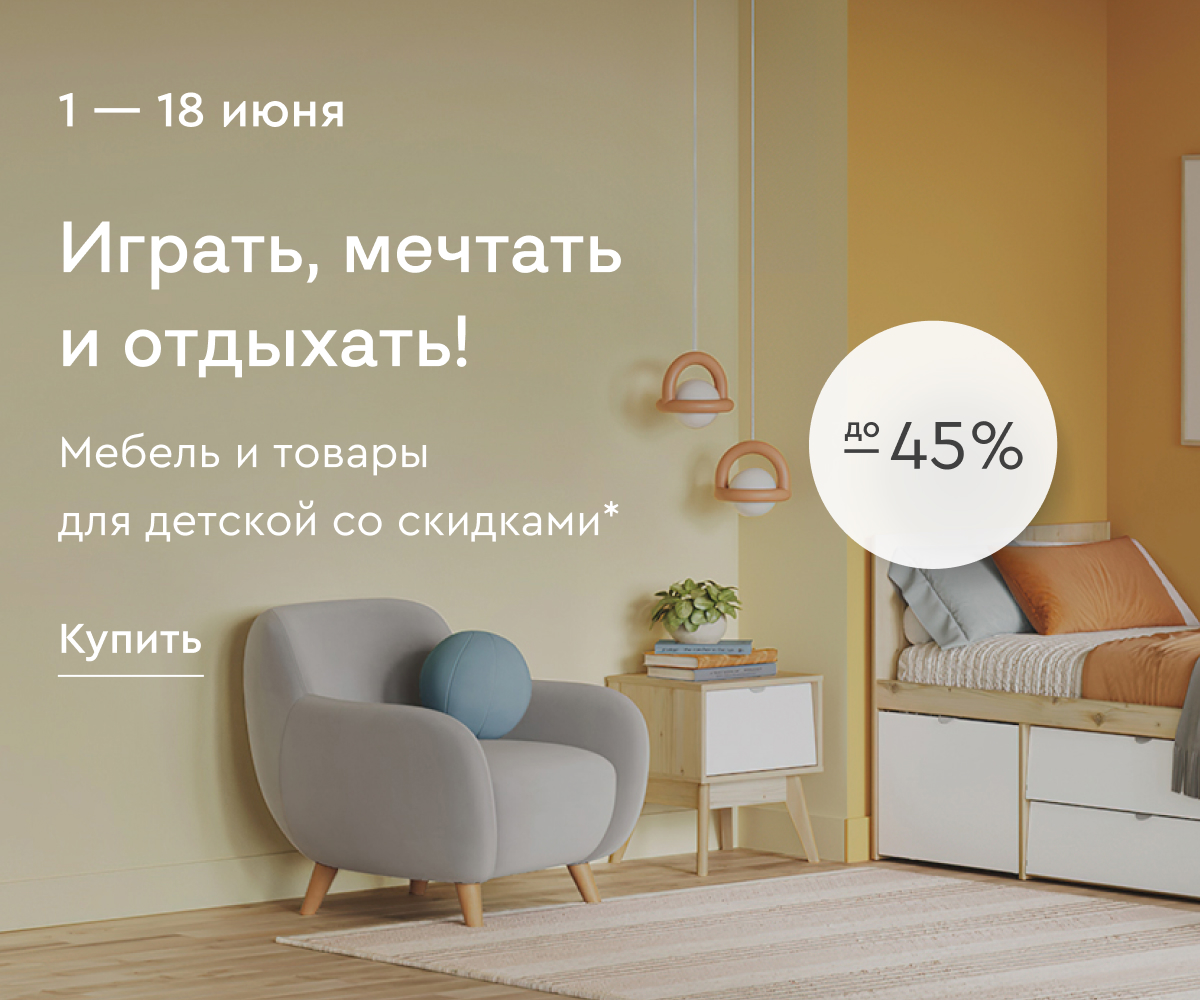 1 — 18 июня
Играть, мечтать
и отдыхать!
Мебель и товары
для детской со скидками*
Купить
до 45%